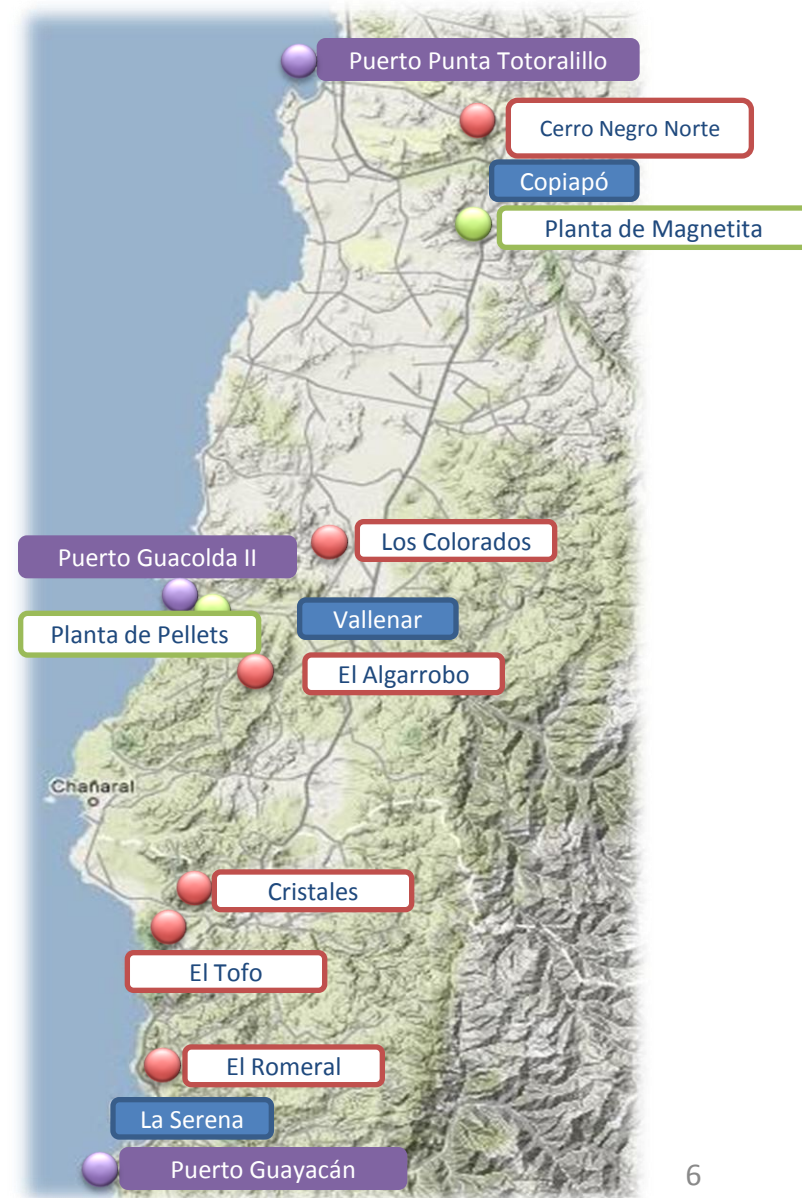 Puerto Punta Totoralillo
Cerro Negro Norte
Copiapó
Planta de Magnetita
Los Colorados
Puerto Guacolda II
Vallenar
Planta de Pellets
El Algarrobo
Chañaral
Cristales
El Tofo
El Romeral
La Serena
Puerto Guayacán
6